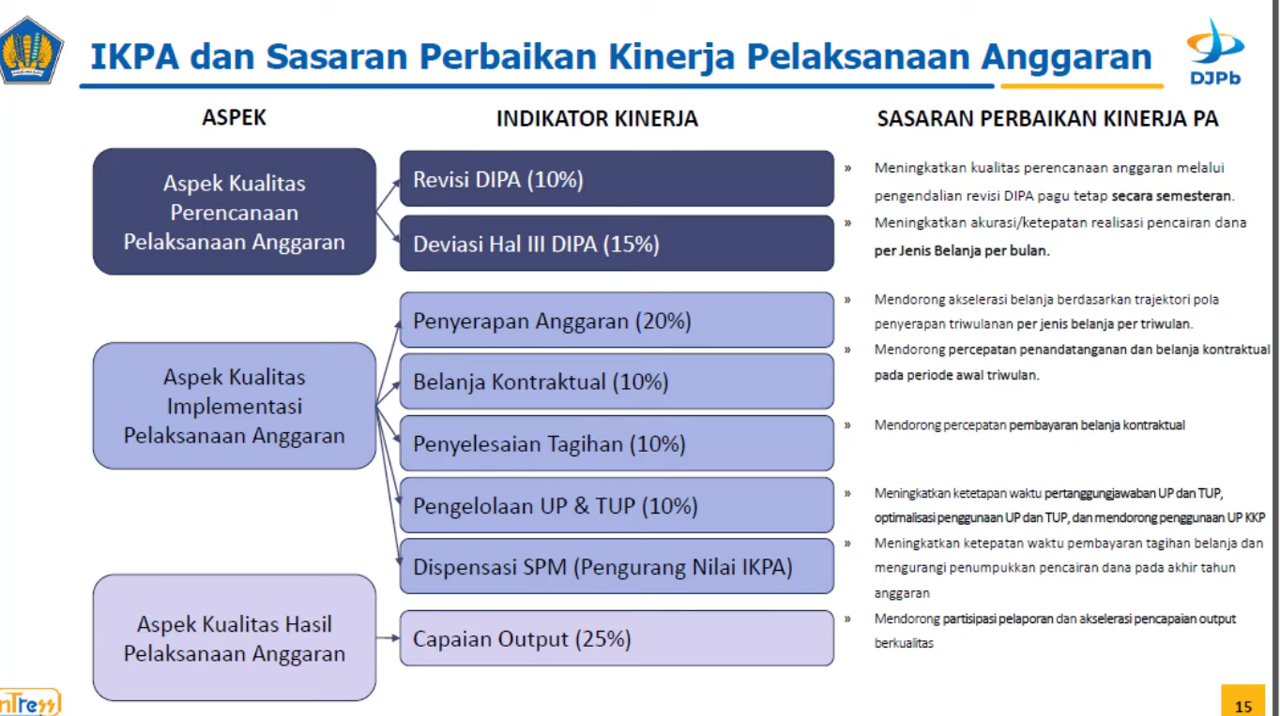 IKPA dan Sasaran Perbaikan Kinerja Pelaksanaan Anggaran
DJPb
ASPEK
INDIKATOR KINERJA
SASARAN PERBAIKAN KINERJA PA
Aspek Kualitas
Perencanaan
Pelaksanaan Anggaran
Revisi DIPA (10%)
Deviasi Hal III DIPA (15%)
» Meningkatkan kualitas perencanaan anggaran melalui
pengendalian revisi DIPA pagu tetap secara semesteran.
» Meningkatkan akurasi/ketepatan realisasi pencairan dana
per Jenis Belanja per bulan.
Aspek Kualitas
Implementasi
Pelaksanaan Anggaran
Penyerapan Anggaran (20%)
Belanja Kontraktual (10%)
Penyelesaian Tagihan (10%)
Pengelolaan UP & TUP (10%)
Dispensasi SPM (Pengurang Nilai IKPA)
» Mendorong akselerasi belanja berdasarkan trajektori pola
penyerapan triwulanan per jenis belanja per triwulan.
» Mendorong percepatan penandatanganan dan belanja kontraktual
pada periode awal triwulan.
» Mendorong percepatan pembayaran belanja kontraktual
» Meningkatkan ketetapan waktu pertanggungjawaban UP dan TUP,
optimalisasi penggunaan UP dan TUP, dan mendorong penggunaan UP KKP
» Meningkatkan ketepatan waktu pembayaran tagihan belanja dan
mengurangi penumpukkan pencairan dana pada akhir tahun
anggaran
Aspek Kualitas Hasil
Pelaksanaan Anggaran
Capaian Output (25%)
» Mendorong partisipasi pelaporan dan akselerasi pencapaian output
berkualitas
15